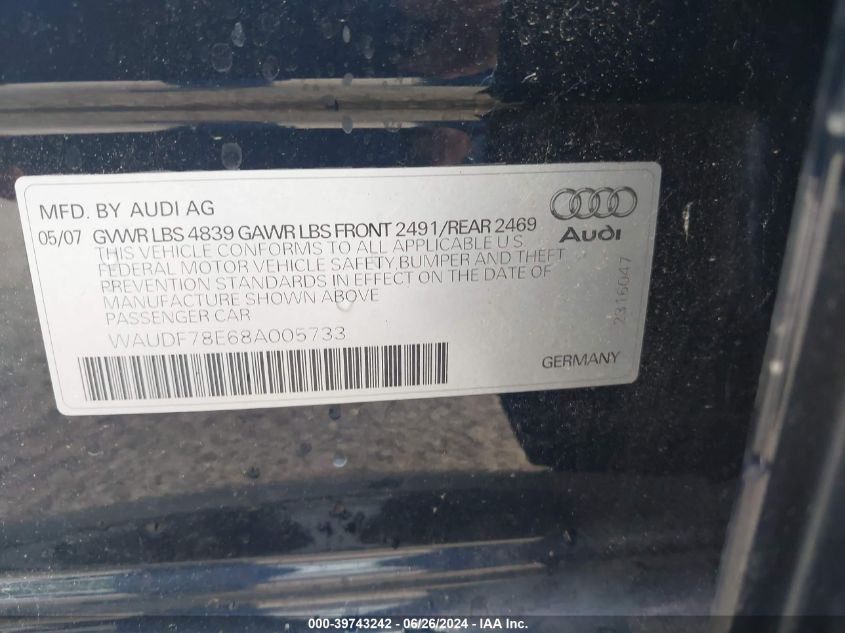 MFD. BY AUDI AG
05/07 GVWR LBS 4839 GAWR LBS FRONT 2491/REAR 2469
THIS VEHICLE CONFORMS TO ALL APPLICABLE U S
FEDERAL MOTOR VEHICLE SAFETY,BUMPER AND THEFT
PREVENTION STANDARDS IN EFFECT ON THE DATE OF
MANUFACTURE SHOWN ABOVE
PASSENGER CAR
WAUDF78E68A005733
Audi
2316047
GERMANY
000-39743242 - 06/26/2024 - IAA Inc.